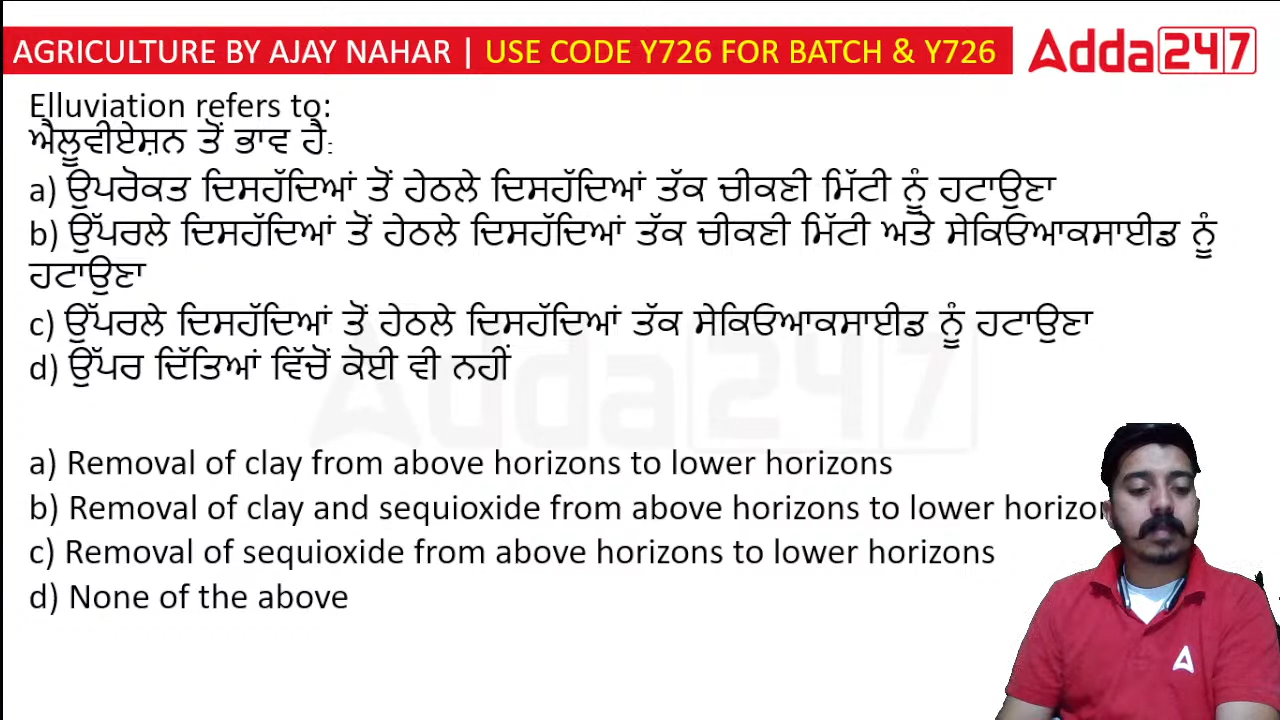 AGRICULTURE BY AJAY NAHAR | USE CODE Y726 FOR BATCH & Y726
Adda247
Elluviation refers to:
ਐਲੂਵੀਏਸ਼ਨ ਤੋਂ ਭਾਵ ਹੈ:
a) ਉਪਰੋਕਤ ਦਿਸਹੱਦਿਆਂ ਤੋਂ ਹੇਠਲੇ ਦਿਸਹੱਦਿਆਂ ਤੱਕ ਚੀਕਣੀ ਮਿੱਟੀ ਨੂੰ ਹਟਾਉਣਾ
b) ਉੱਪਰਲੇ ਦਿਸਹੱਦਿਆਂ ਤੋਂ ਹੇਠਲੇ ਦਿਸਹੱਦਿਆਂ ਤੱਕ ਚੀਕਣੀ ਮਿੱਟੀ ਅਤੇ ਸੇਕਿਓਆਕਸਾਈਡ ਨੂੰ
ਹਟਾਉਣਾ
c) ਉੱਪਰਲੇ ਦਿਸਹੱਦਿਆਂ ਤੋਂ ਹੇਠਲੇ ਦਿਸਹੱਦਿਆਂ ਤੱਕ ਸੇਕਿਓਆਕਸਾਈਡ ਨੂੰ ਹਟਾਉਣਾ
d) ਉੱਪਰ ਦਿੱਤਿਆਂ ਵਿੱਚੋਂ ਕੋਈ ਵੀ ਨਹੀਂ
Adda247
a) Removal of clay from above horizons to lower horizons
b) Removal of clay and sequioxide from above horizons to lower horizo
c) Removal of sequioxide from above horizons to lower horizons
d) None of the above